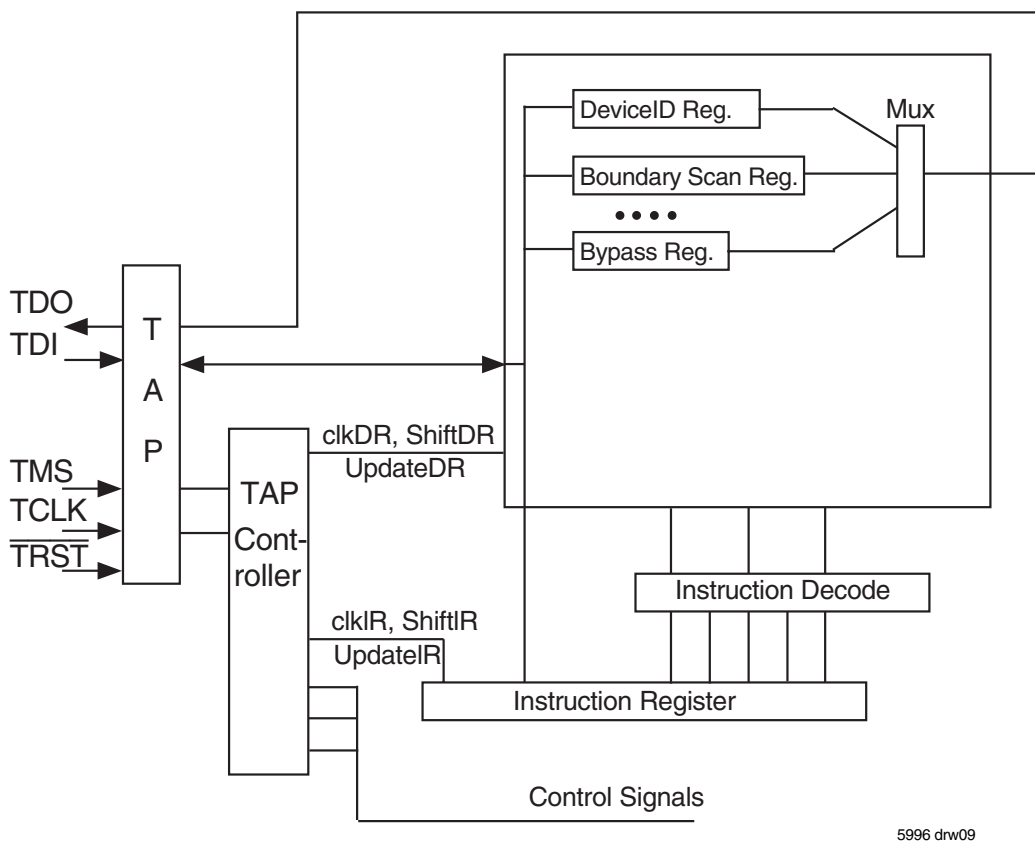 DeviceID Reg.
Mux
Boundary Scan Reg.
Bypass Reg.
TDO
TDI
T
A
P
TMS
TCLK
TRST
clkDR, ShiftDR
UpdateDR
TAP
Cont-
roller
Instruction Decode
clkIR, ShiftIR
UpdateIR
Instruction Register
Control Signals
5996 drw09